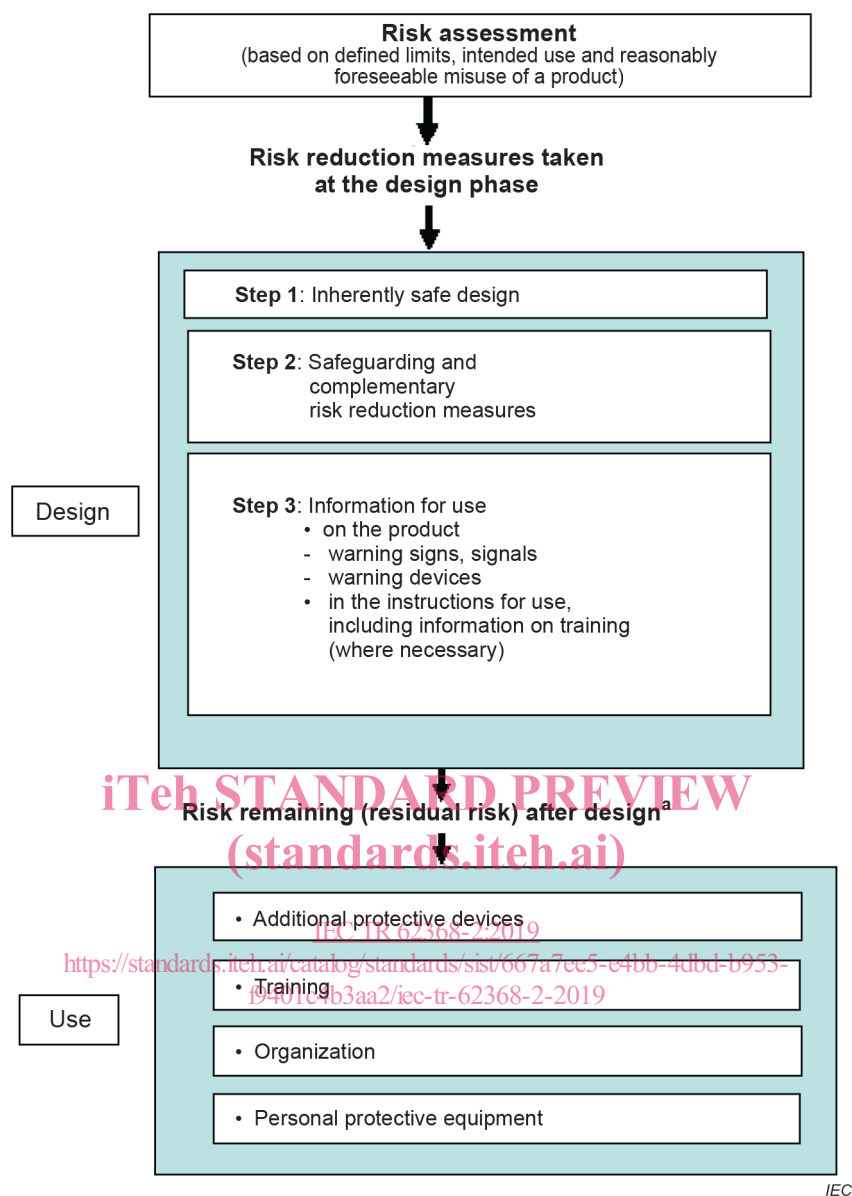 Risk assessment
(based on defined limits, intended use and reasonably
foreseeable misuse of a product)
Risk reduction measures taken
at the design phase
Step 1: Inherently safe design
Step 2: Safeguarding and
complementary
risk reduction measures
Design
Step 3: Information for use
• on the product
- warning signs, signals
- warning devices
• in the instructions for use,
including information on training
(where necessary)
iTeh STANDARD PREVIEW
Risk remaining (residual risk) after designᵃ
(standards.iteh.ai)
• Additional protective devices
IEC TR 62368-2:2019
https://standards.iteh.ai/catalog/standards/sist/667a7ee5-e4bb-4dbd-b953-
• Training
f9401c4b3aa2/iec-tr-62368-2-2019
Use
• Organization
• Personal protective equipment
IEC